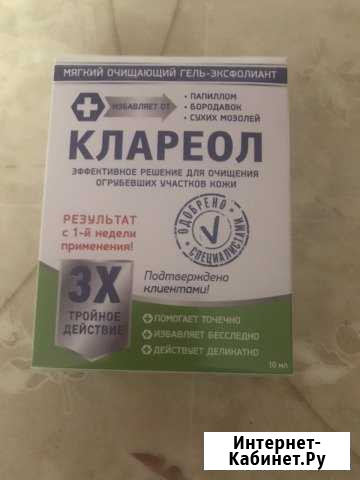 МЯГКИЙ ОЧИЩАЮЩИЙ ГЕЛЬ-ЭКСФОЛИАНТ
ИЗБАВЛЯЕТ ОТ
• ПАПИЛЛОМ
• БОРОДАВОК
• СУХИХ МОЗОЛЕЙ
КЛАРЕОЛ
ЭФФЕКТИВНОЕ РЕШЕНИЕ ДЛЯ ОЧИЩЕНИЯ
ОГРУБЕВШИХ УЧАСТКОВ КОЖИ
РЕЗУЛЬТАТ
с 1-й недели
применения!
ОДОБРЕНО
СПЕЦИАЛИСТАМИ
3X
ТРОЙНОЕ
ДЕЙСТВИЕ
Подтверждено
клиентами!
ПОМОГАЕТ ТОЧЕЧНО
ИЗБАВЛЯЕТ БЕССЛЕДНО
ДЕЙСТВУЕТ ДЕЛИКАТНО
10 мл
Интернет-
Кабинет.Ру